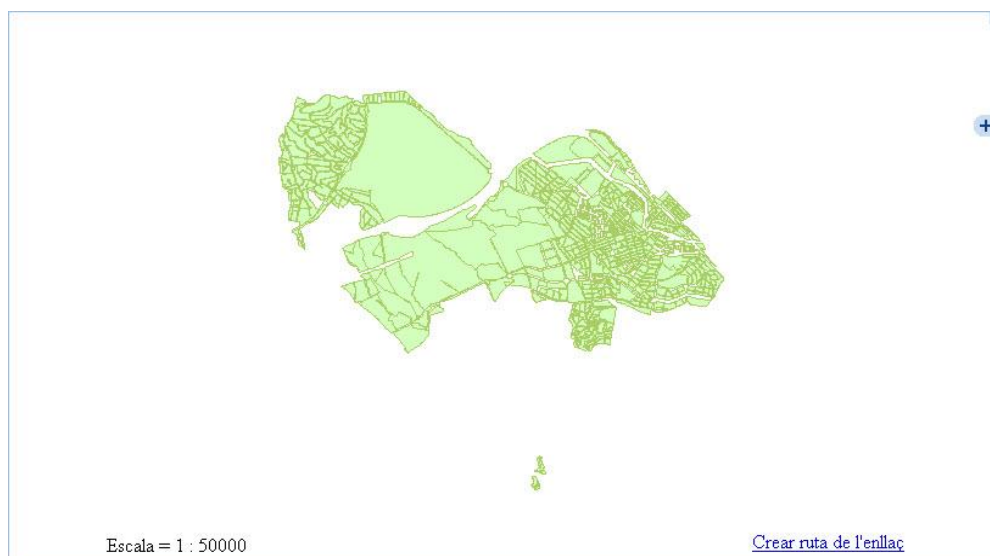 Escala = 1 : 50000
Crear ruta de l'enllaç